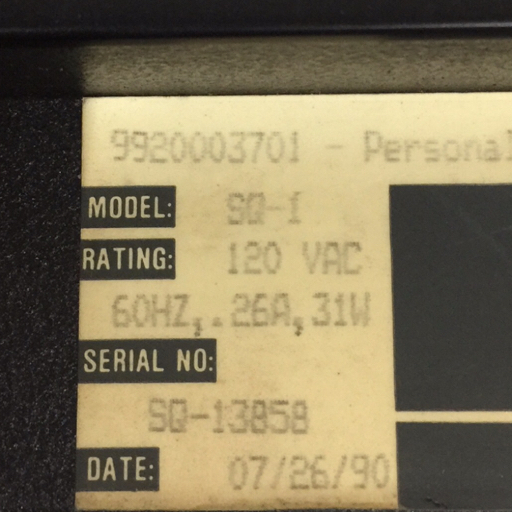 9920003701 - Personal
MODEL: SQ-1
RATING: 120 VAC
60HZ,.26A,31W
SERIAL NO:
SQ-13858
DATE: 07/26/90